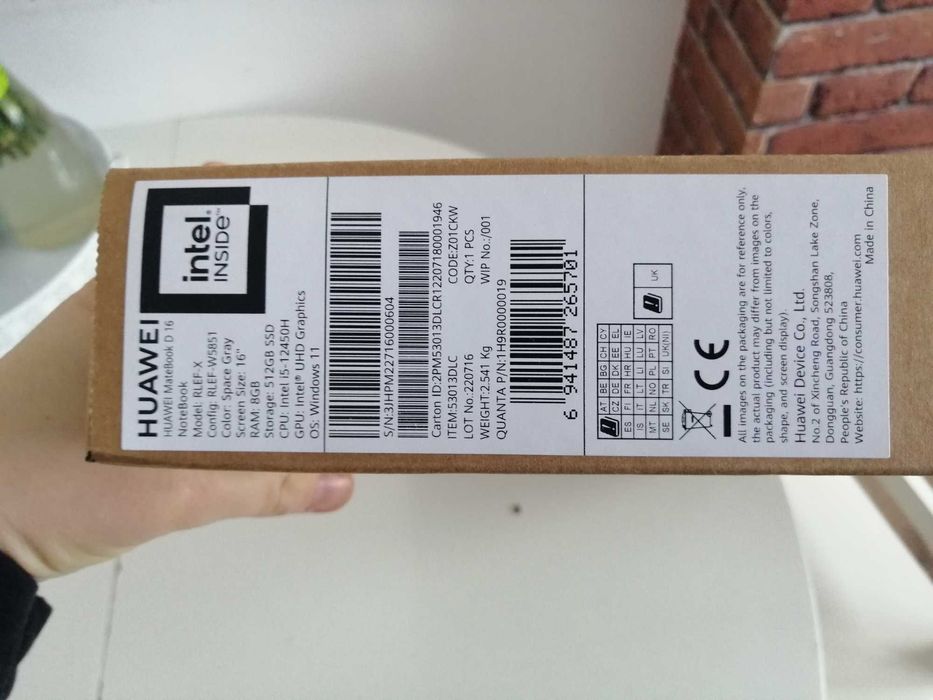 HUAWEI
HUAWEI MateBook D 16
NoteBook
Model: RLEF-X
Config: RLEF-W5851
Color: Space Gray
Screen Size: 16"
RAM: 8GB
Storage: 512GB SSD
CPU: Intel i5-12450H
GPU: Intel® UHD Graphics
OS: Windows 11
intel.
INSIDE™
S/N:3JHPM22716000604
Carton ID:2PM53013DLCR12207180001946
ITEM:53013DLC CODE:Z01CKW
LOT No:220716 QTY:1 PCS
WEIGHT:2.541 Kg WIP No.:/001
QUANTA P/N:1H9R0000019
6 941487 265701
AT BE BG CH CY
CZ DE DK EE EL
ES FI FR HR HU IE
IS IT LT LI LU LV
MT NL NO PL PT RO
SE SK TR SI UK(NI)
UK
CE
All images on the packaging are for reference only,
the actual product may differ from images on the
packaging (including but not limited to colors,
shape, and screen display).
Huawei Device Co., Ltd.
No.2 of Xincheng Road, Songshan Lake Zone,
Dongguan, Guangdong 523808,
People's Republic of China
Website: https://consumer.huawei.com
Made in China